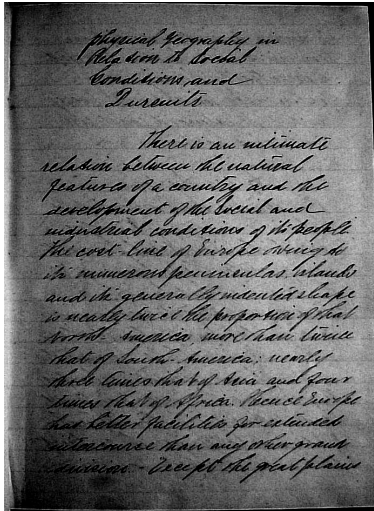 physical Geography in
Relation to Social
Conditions, and
Pursuits
There is an intimate
relation between the natural
features of a country and the
development of the social and
industrial conditions of its people
The cost-line of Europe owing to
its numerous peninsulas, islands
and its generally indented shape
is nearly twice the proportion of that
North-America, more than twice
that of South-America; nearly
three times that of Asia and four
times that of Africa. Hence Europe
has better facilities for extended
intercourse than any other grand
division. Except the great plains